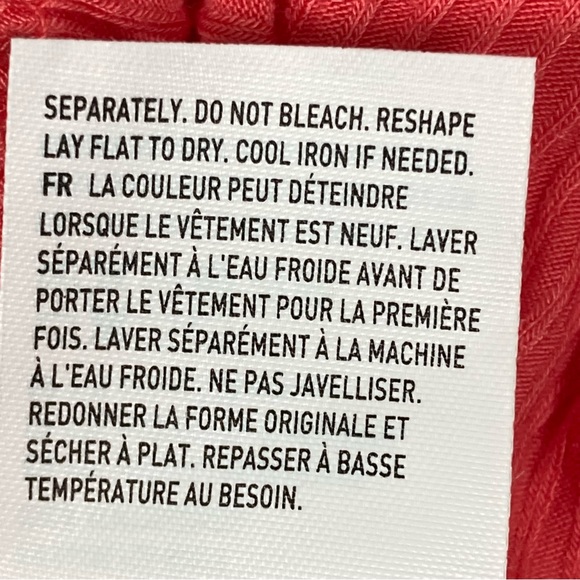 SEPARATELY. DO NOT BLEACH. RESHAPE
LAY FLAT TO DRY. COOL IRON IF NEEDED.
FR LA COULEUR PEUT DÉTEINDRE
LORSQUE LE VÊTEMENT EST NEUF. LAVER
SÉPARÉMENT À L'EAU FROIDE AVANT DE
PORTER LE VÊTEMENT POUR LA PREMIÈRE
FOIS. LAVER SÉPARÉMENT À LA MACHINE
À L'EAU FROIDE. NE PAS JAVELLISER.
REDONNER LA FORME ORIGINALE ET
SÉCHER À PLAT. REPASSER À BASSE
TEMPÉRATURE AU BESOIN.